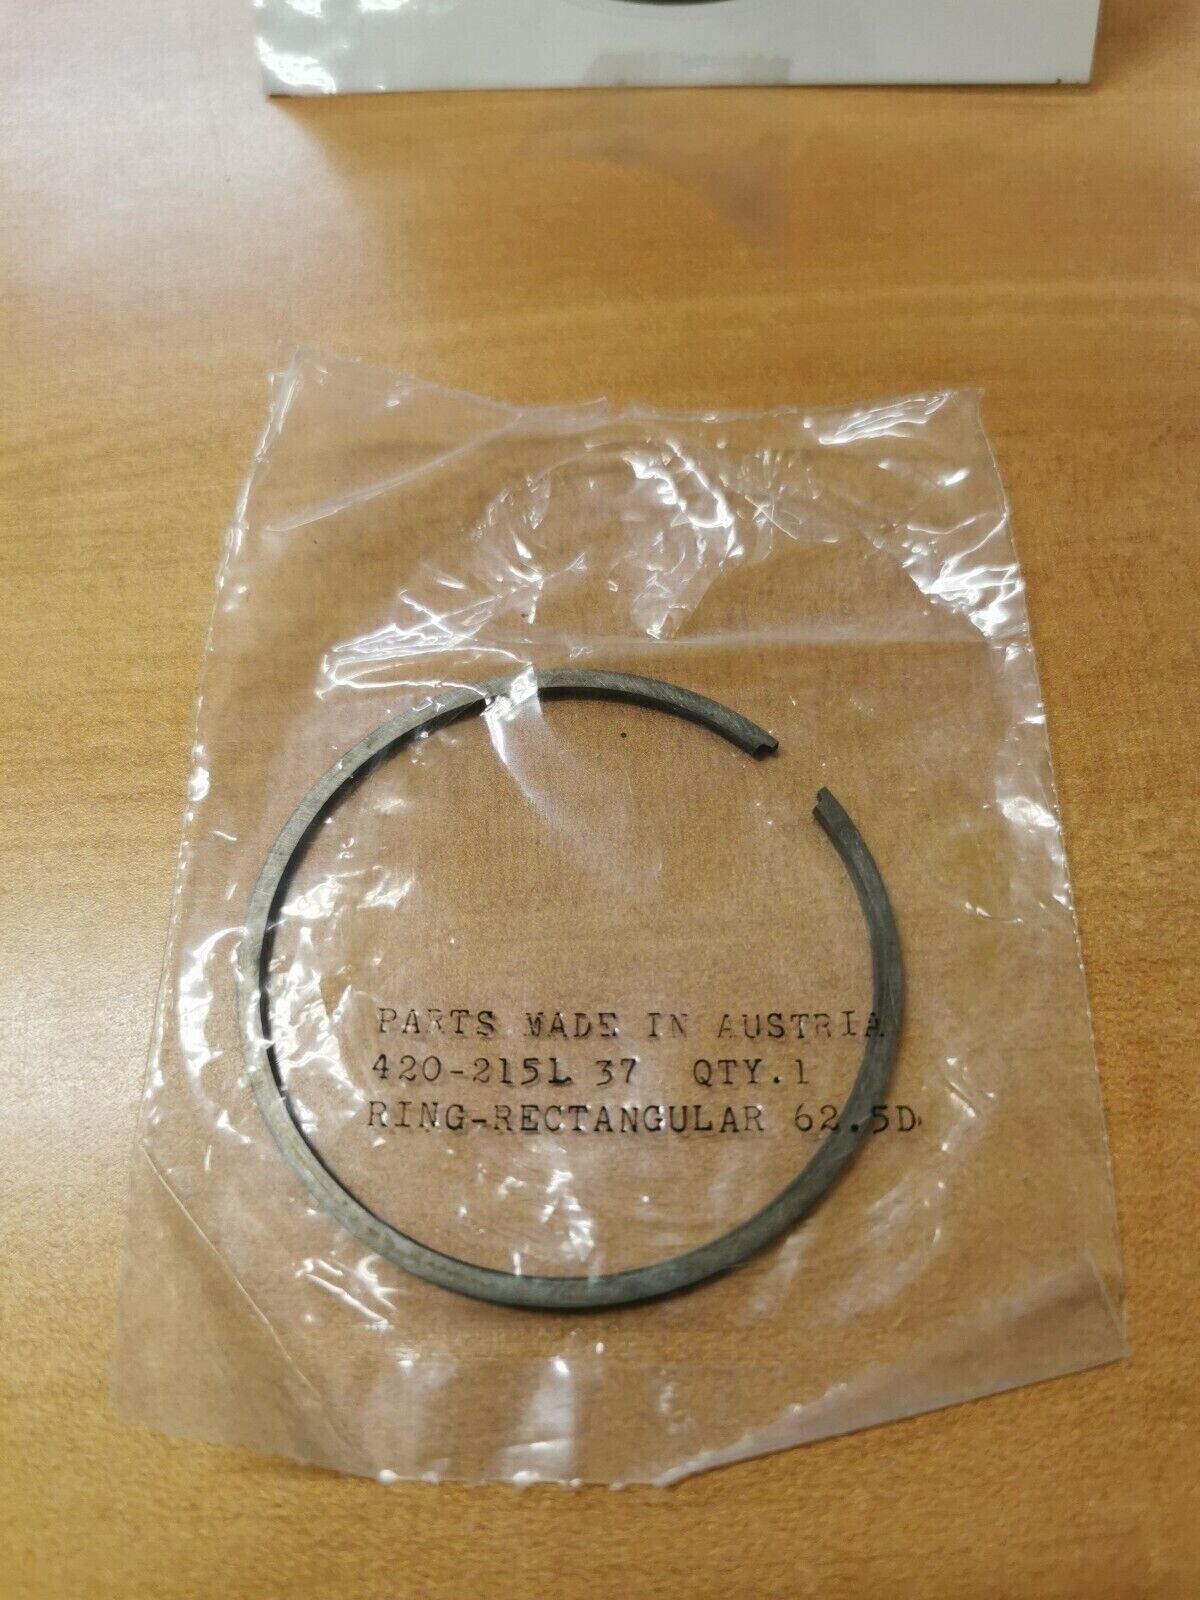 PARTS MADE IN AUSTRIA
420-215L 37 QTY.1
RING-RECTANGULAR 62.5D